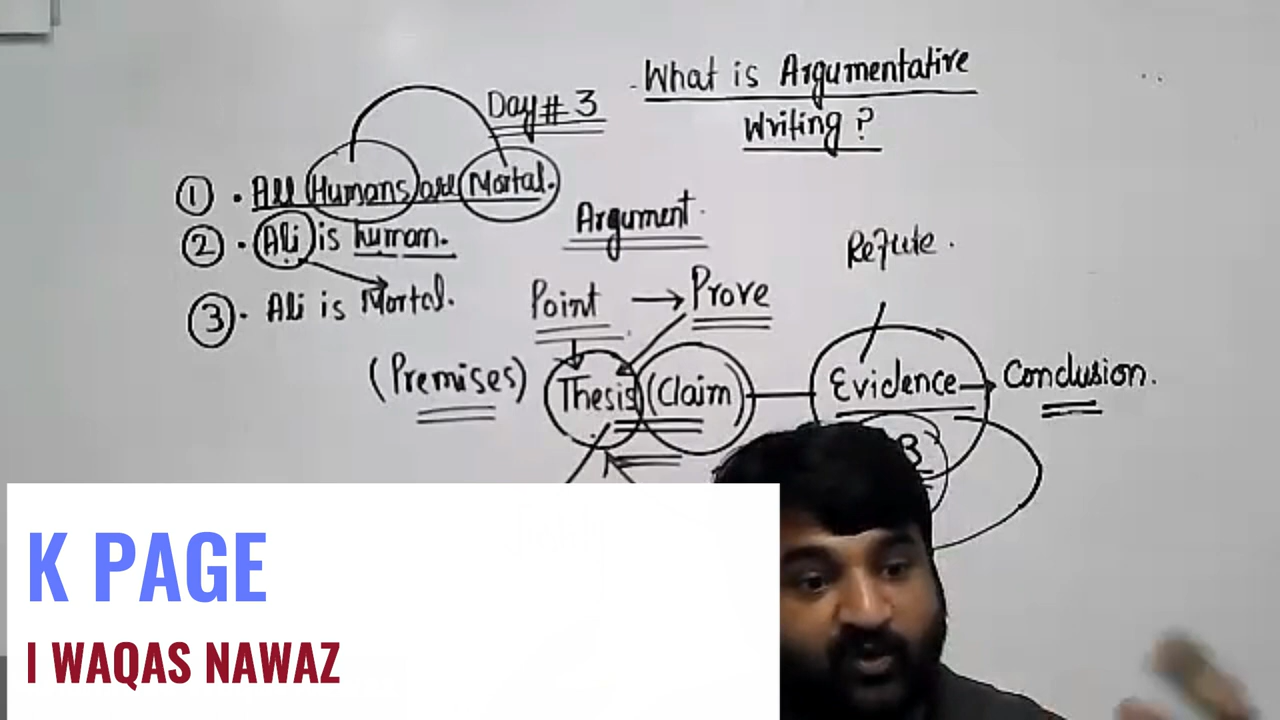 Day # 3
What is Argumentative
Writing ?
① · All Humans are Mortal.
② · Ali is human.
③ · Ali is Mortal.
Argument
Refute.
Point → Prove
(Premises) Thesis (Claim) — Evidence → Conclusion.
B
K PAGE
I WAQAS NAWAZ